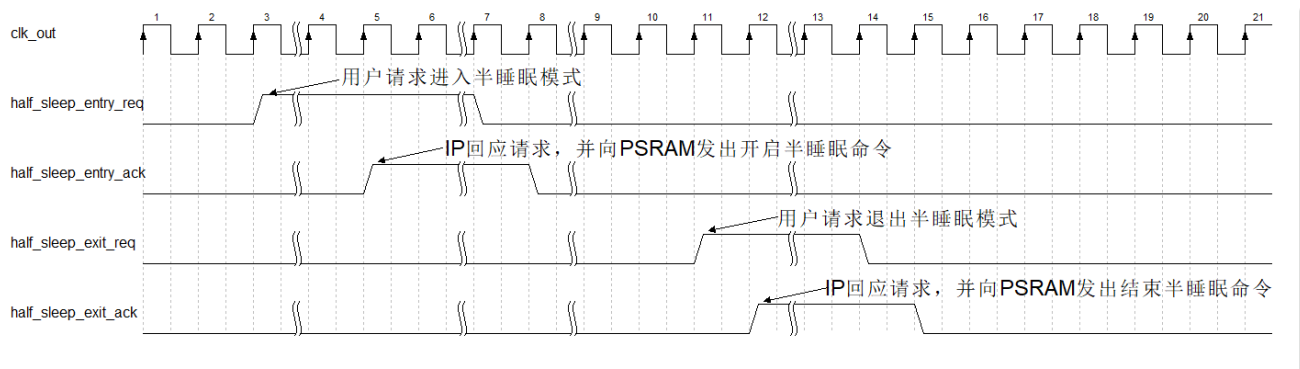 1 2 3 4 5 6 7 8 9 10 11 12 13 14 15 16 17 18 19 20 21
clk_out
用户请求进入半睡眠模式
half_sleep_entry_req
IP回应请求，并向PSRAM发出开启半睡眠命令
half_sleep_entry_ack
用户请求退出半睡眠模式
half_sleep_exit_req
IP回应请求，并向PSRAM发出结束半睡眠命令
half_sleep_exit_ack